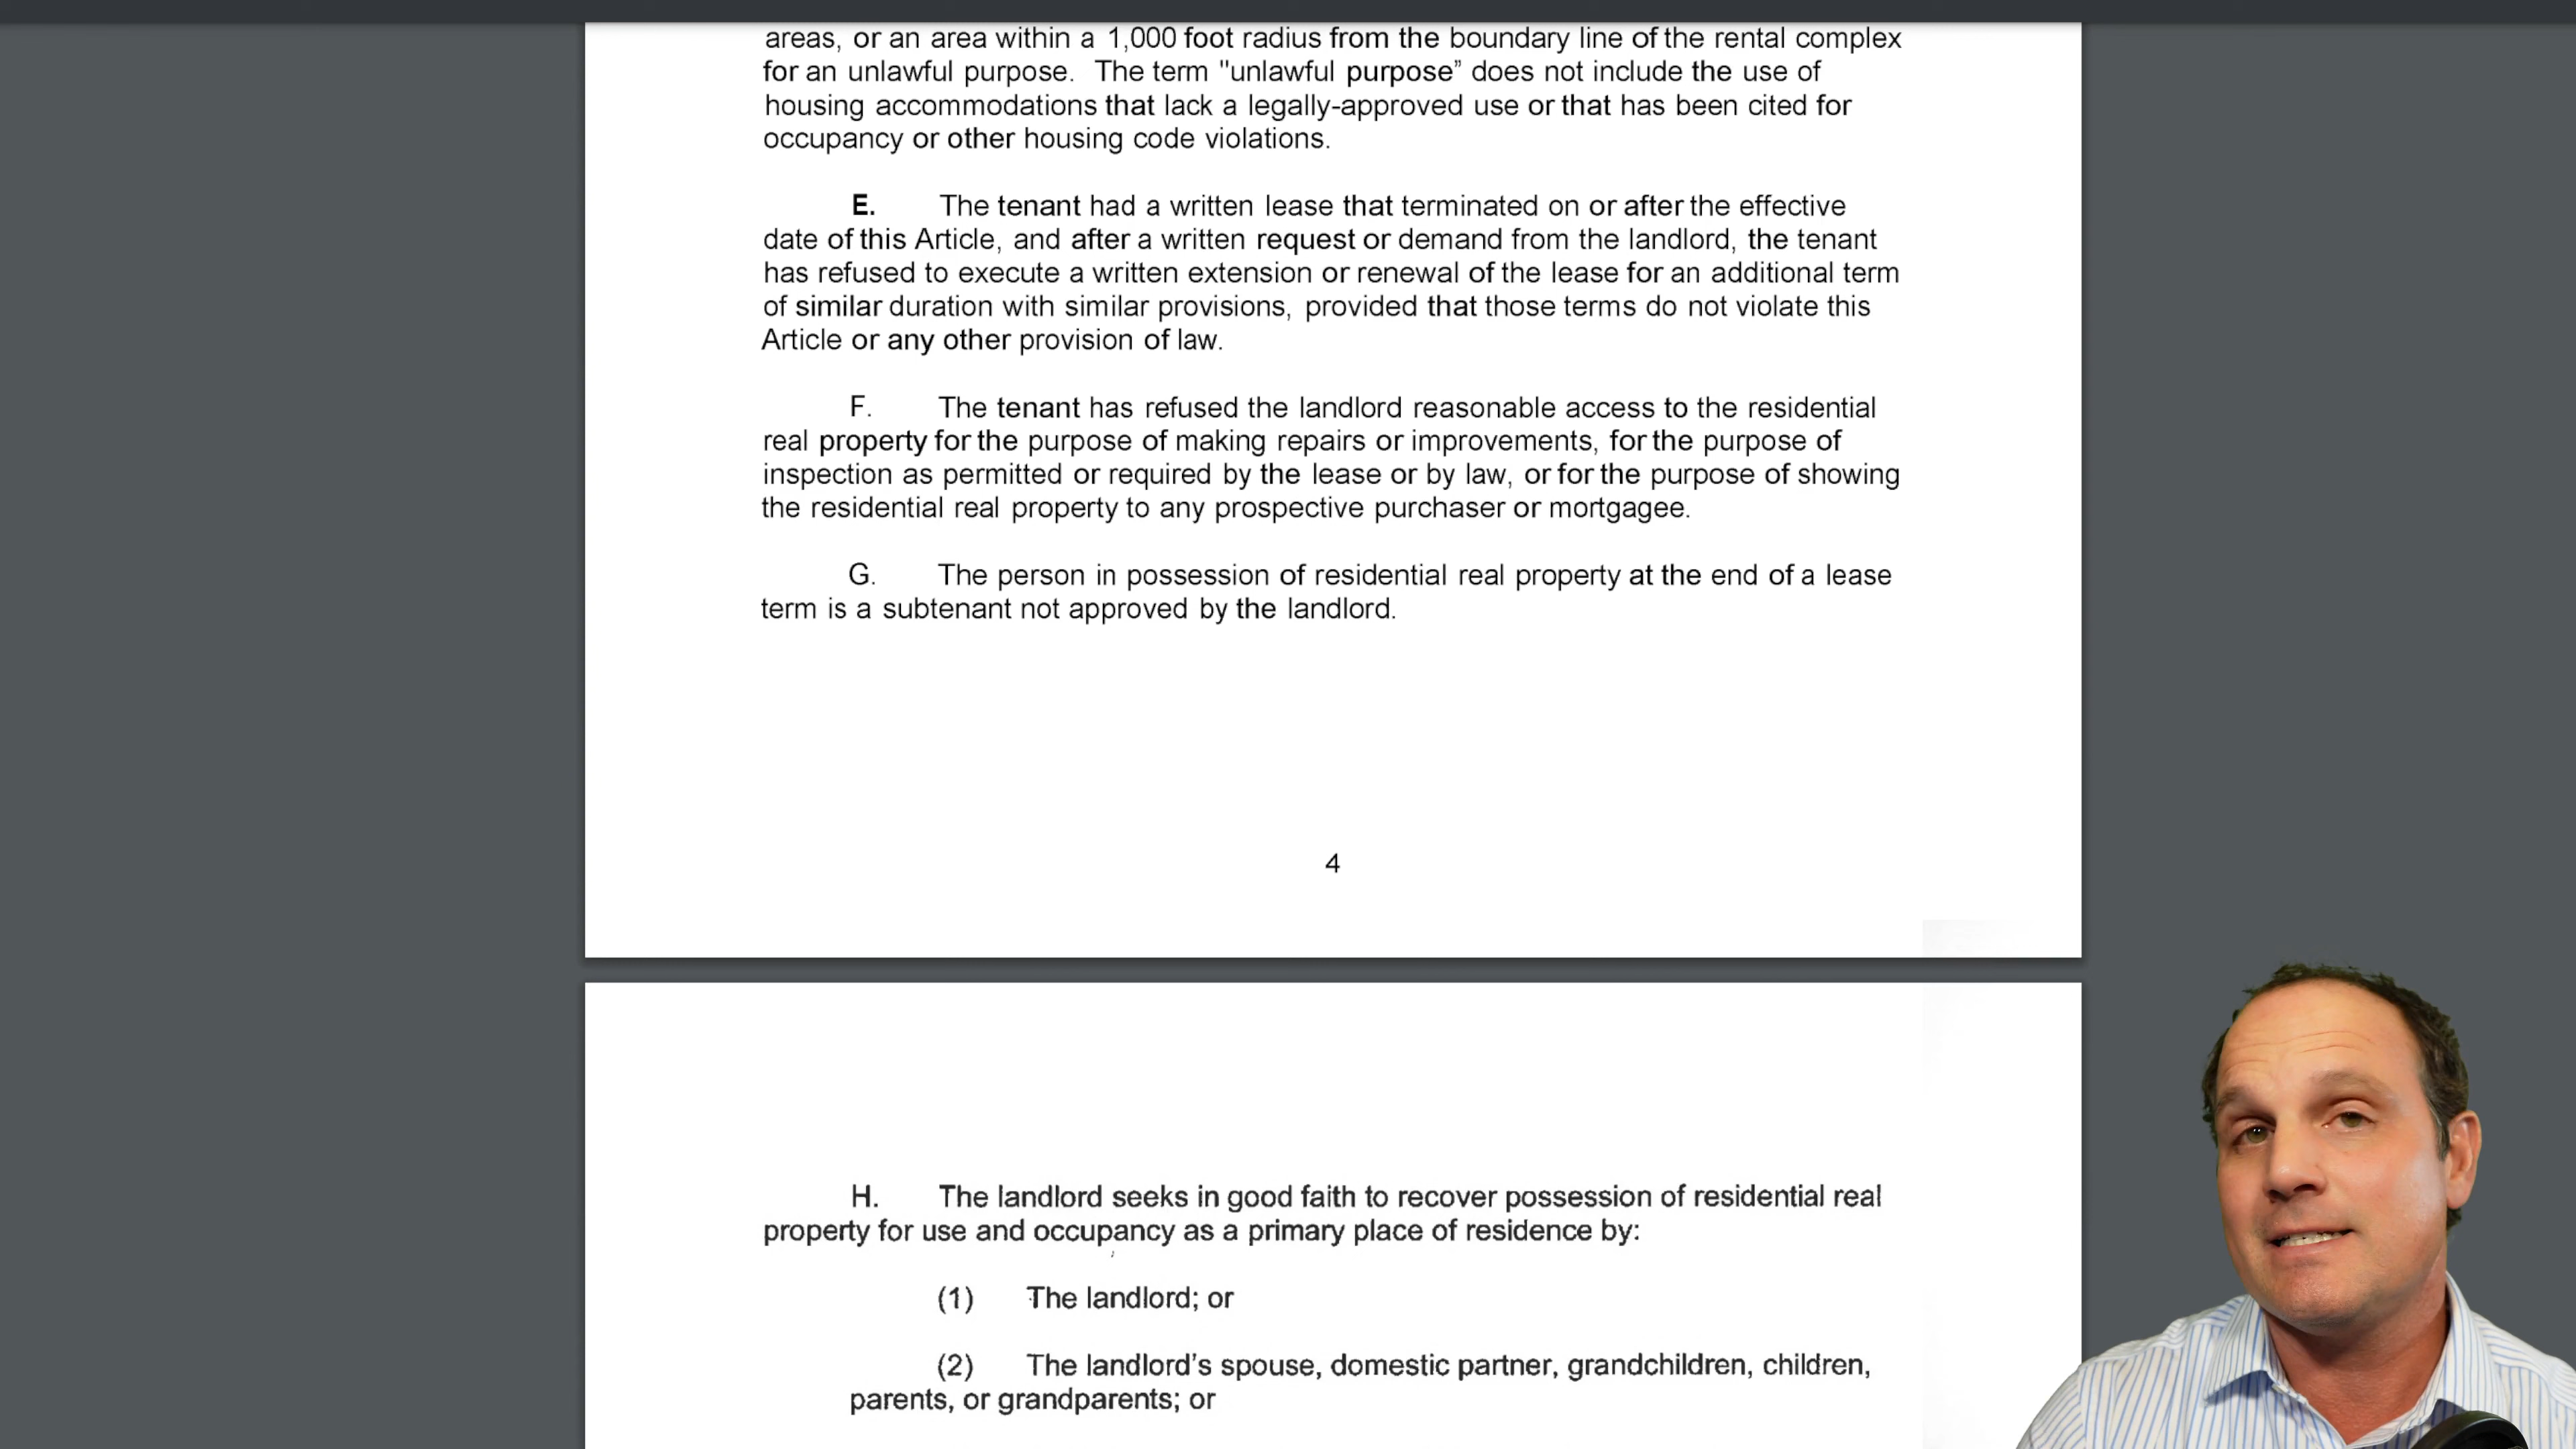 areas, or an area within a 1,000 foot radius from the boundary line of the rental complex
for an unlawful purpose. The term "unlawful purpose” does not include the use of
housing accommodations that lack a legally-approved use or that has been cited for
occupancy or other housing code violations.
E. The tenant had a written lease that terminated on or after the effective
date of this Article, and after a written request or demand from the landlord, the tenant
has refused to execute a written extension or renewal of the lease for an additional term
of similar duration with similar provisions, provided that those terms do not violate this
Article or any other provision of law.
F. The tenant has refused the landlord reasonable access to the residential
real property for the purpose of making repairs or improvements, for the purpose of
inspection as permitted or required by the lease or by law, or for the purpose of showing
the residential real property to any prospective purchaser or mortgagee.
G. The person in possession of residential real property at the end of a lease
term is a subtenant not approved by the landlord.
4
H. The landlord seeks in good faith to recover possession of residential real
property for use and occupancy as a primary place of residence by:
(1) The landlord; or
(2) The landlord's spouse, domestic partner, grandchildren, children,
parents, or grandparents; or